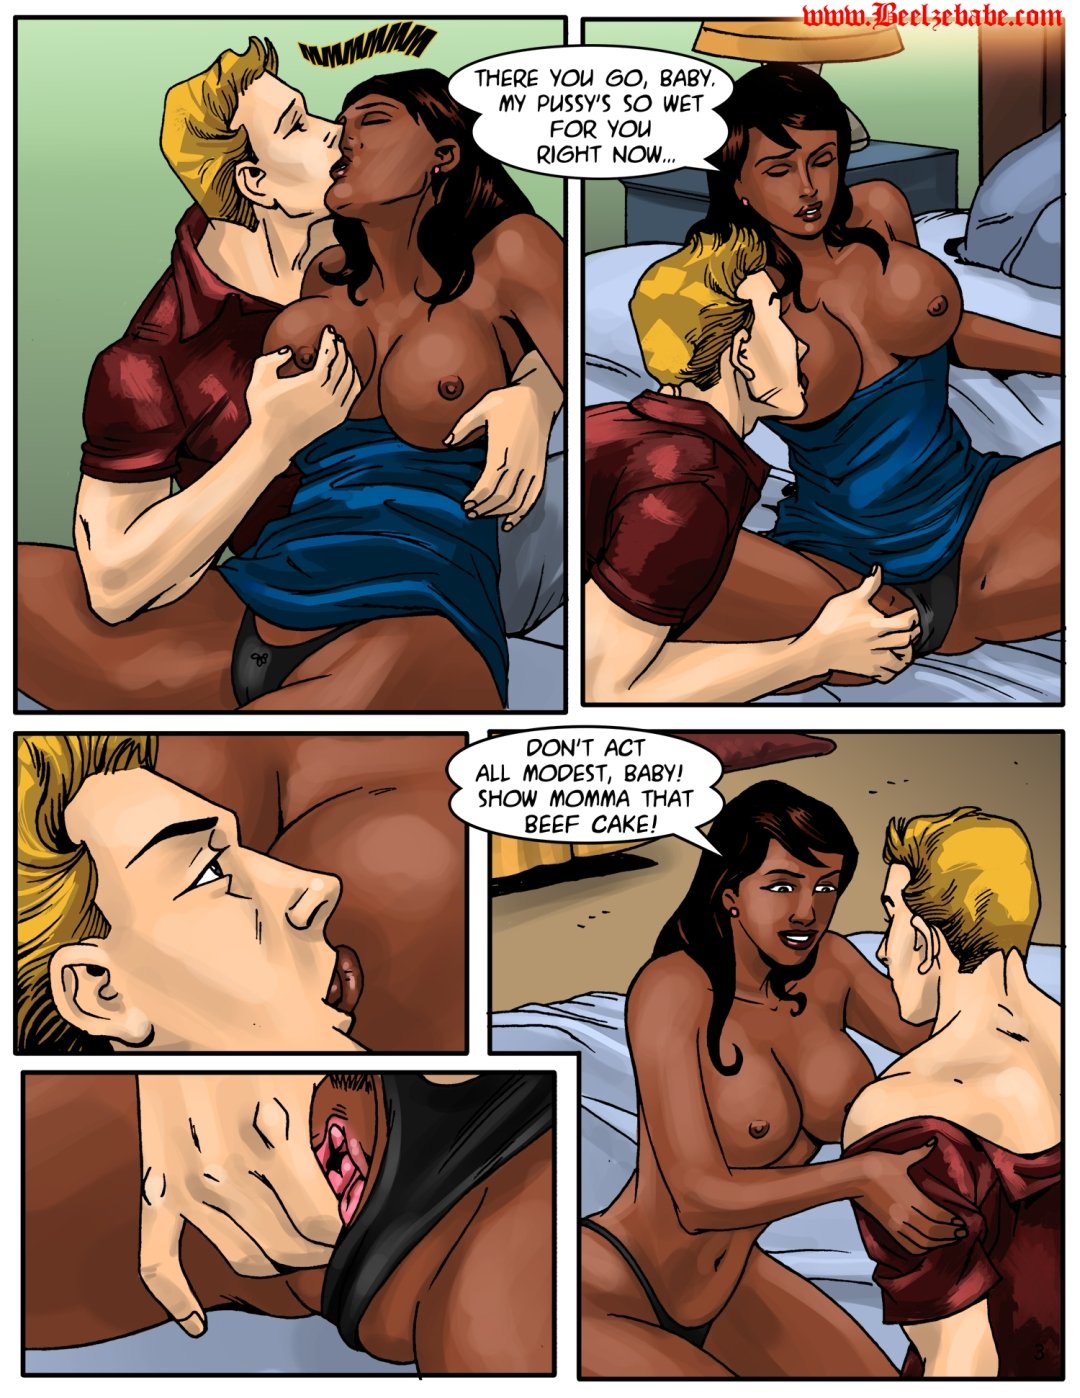 www.Beelzebabe.com
MMMMMMM
THERE YOU GO, BABY.
MY PUSSY'S SO WET
FOR YOU
RIGHT NOW...
DON'T ACT
ALL MODEST, BABY!
SHOW MOMMA THAT
BEEF CAKE!
3